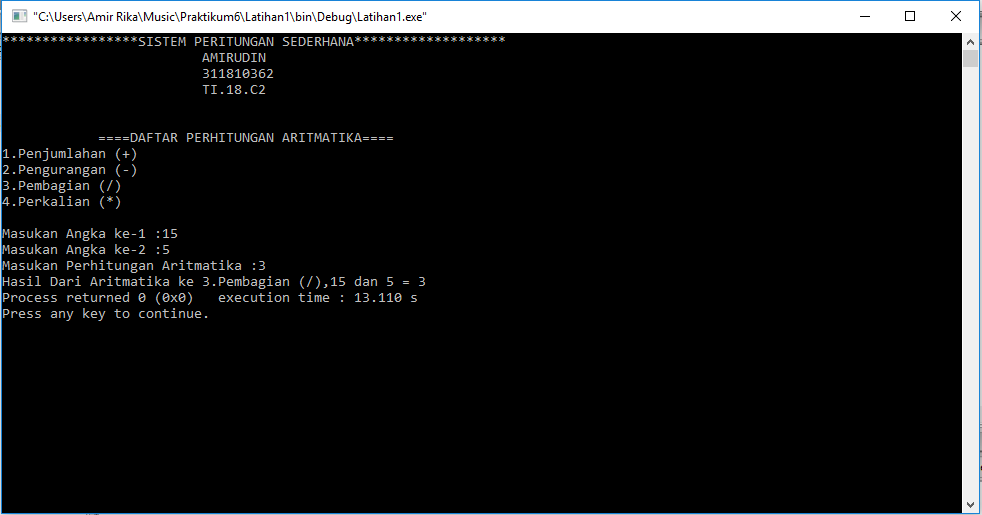 "C:\Users\Amir Rika\Music\Praktikum6\Latihan1\bin\Debug\Latihan1.exe"
*****************SISTEM PERITUNGAN SEDERHANA*******************
AMIRUDIN
311810362
TI.18.C2
====DAFTAR PERHITUNGAN ARITMATIKA====
1.Penjumlahan (+)
2.Pengurangan (-)
3.Pembagian (/)
4.Perkalian (*)
Masukan Angka ke-1 :15
Masukan Angka ke-2 :5
Masukan Perhitungan Aritmatika :3
Hasil Dari Aritmatika ke 3.Pembagian (/),15 dan 5 = 3
Process returned 0 (0x0)   execution time : 13.110 s
Press any key to continue.